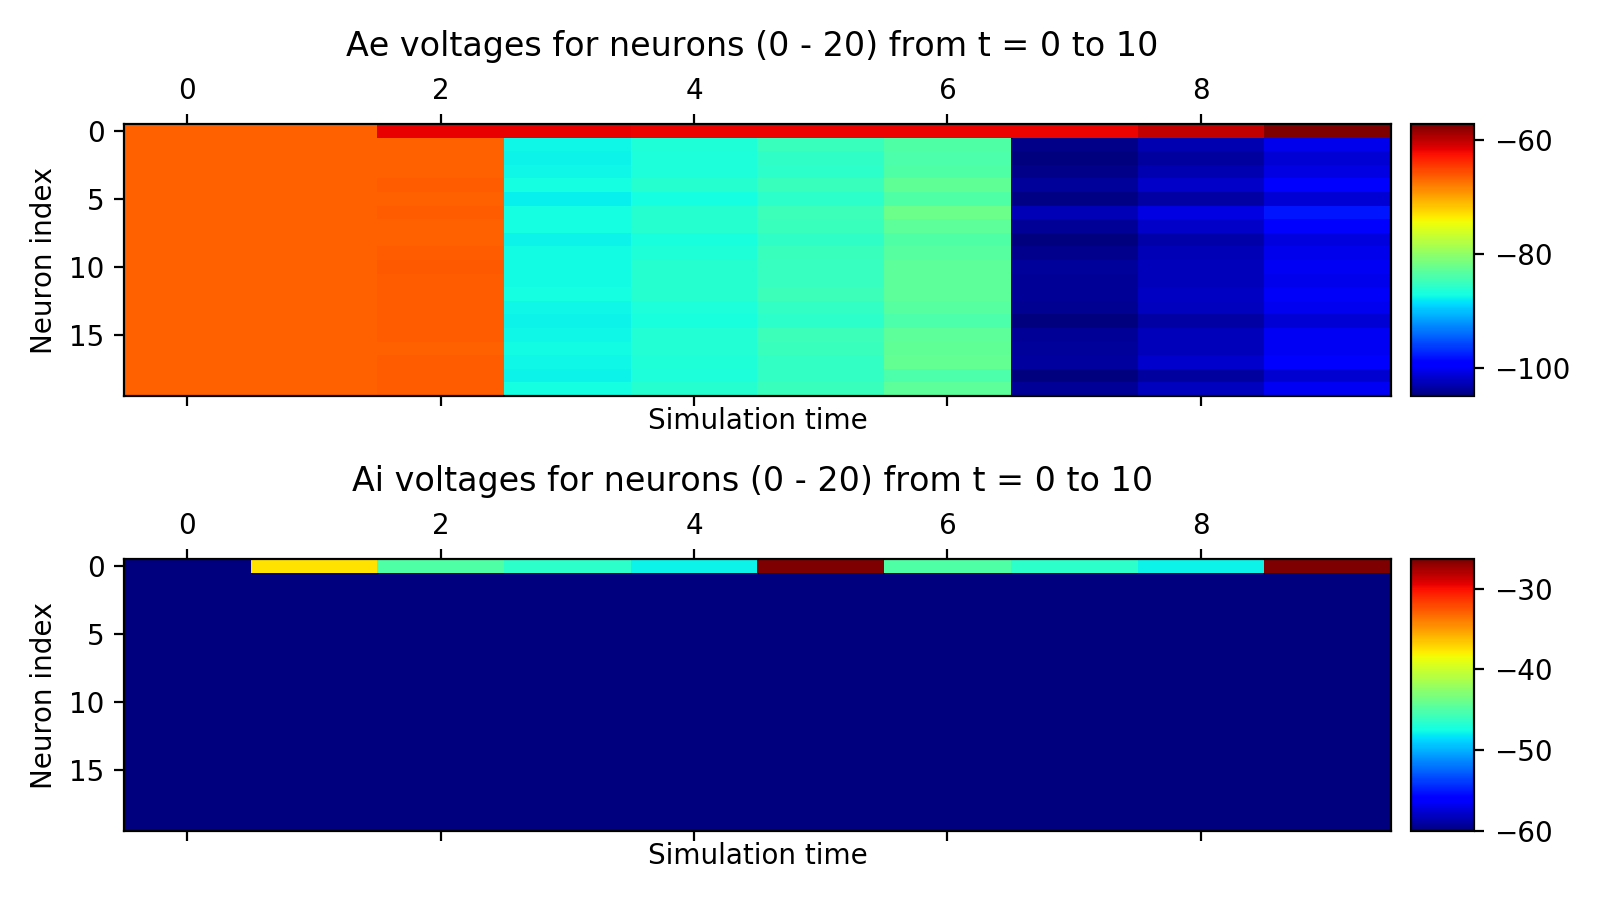 Ae voltages for neurons (0 - 20) from t = 0 to 10
0 2 4 6 8
Neuron index
0
5
10
15
−60
−80
−100
Simulation time
Ai voltages for neurons (0 - 20) from t = 0 to 10
0 2 4 6 8
Neuron index
0
5
10
15
−30
−40
−50
−60
Simulation time